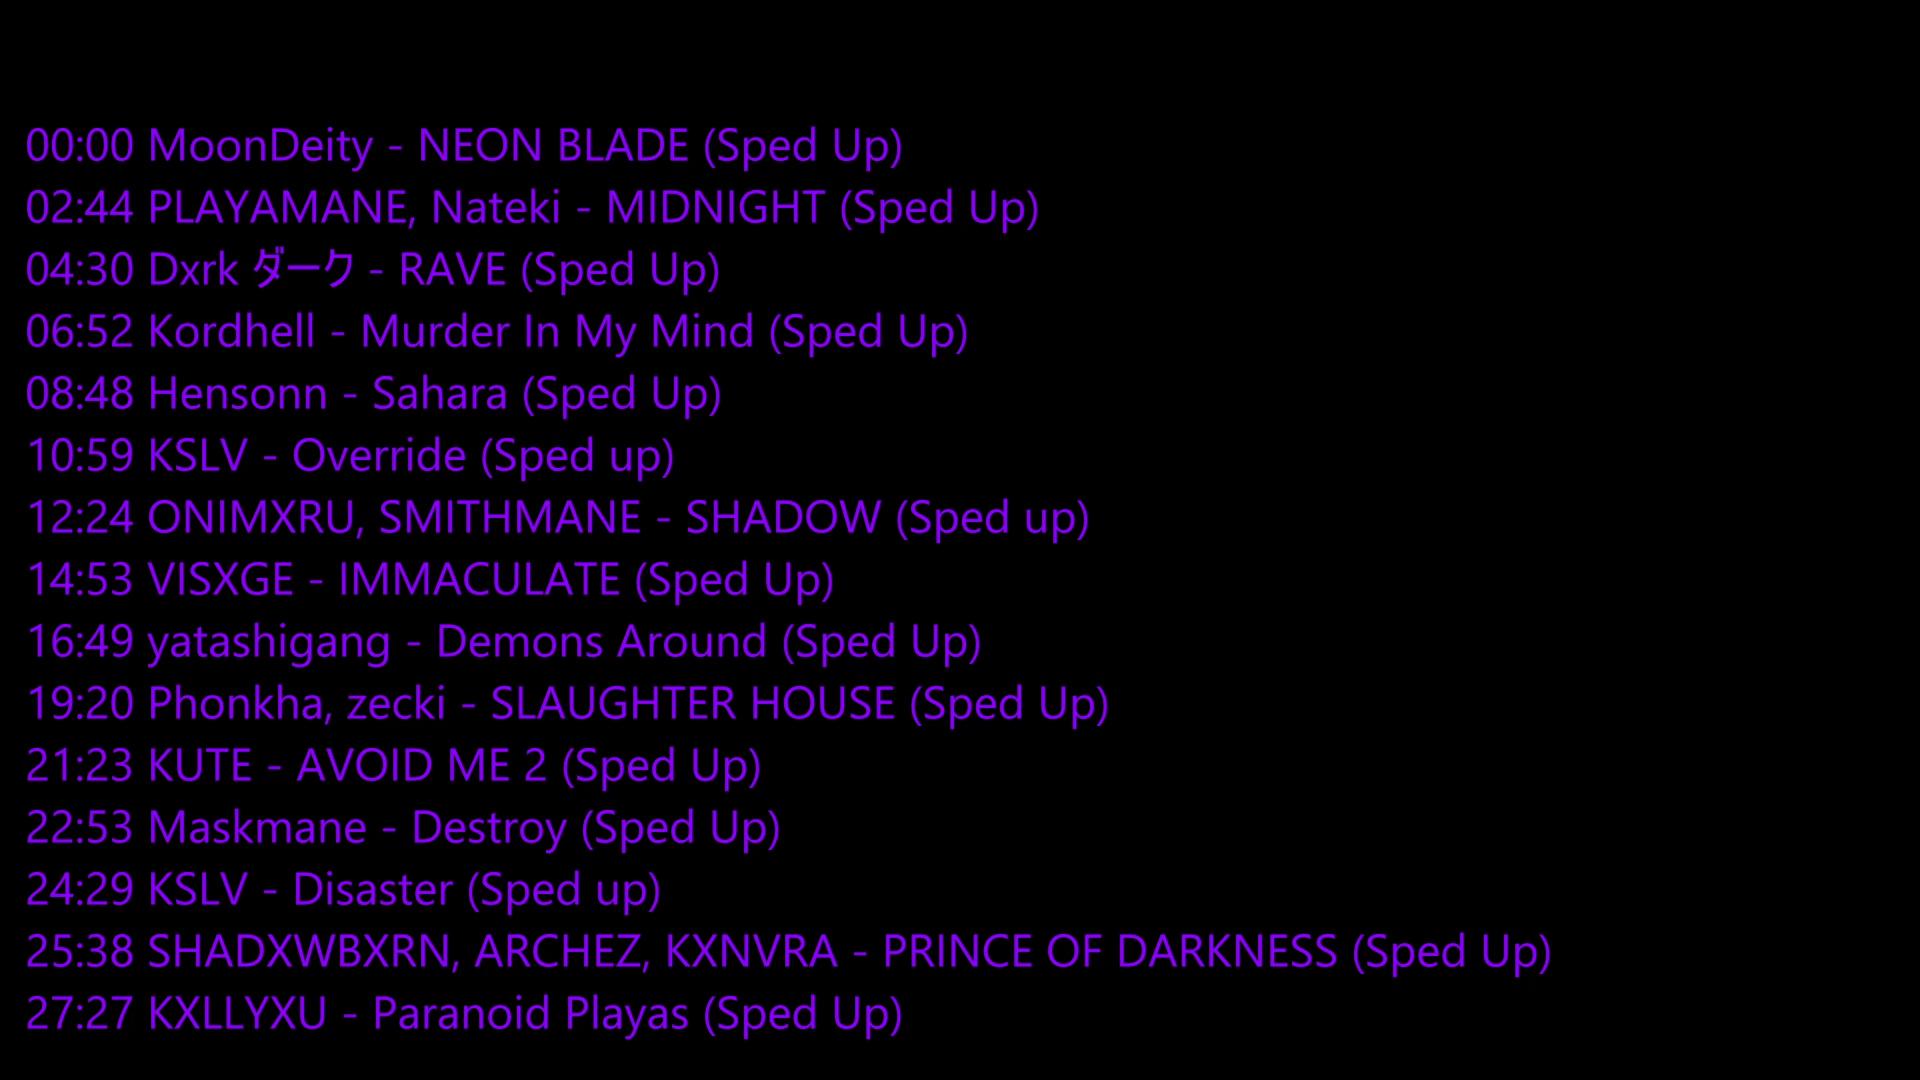 00:00 MoonDeity - NEON BLADE (Sped Up)
02:44 PLAYAMANE, Nateki - MIDNIGHT (Sped Up)
04:30 Dxrk ダーク - RAVE (Sped Up)
06:52 Kordhell - Murder In My Mind (Sped Up)
08:48 Hensonn - Sahara (Sped Up)
10:59 KSLV - Override (Sped up)
12:24 ONIMXRU, SMITHMANE - SHADOW (Sped up)
14:53 VISXGE - IMMACULATE (Sped Up)
16:49 yatashigang - Demons Around (Sped Up)
19:20 Phonkha, zecki - SLAUGHTER HOUSE (Sped Up)
21:23 KUTE - AVOID ME 2 (Sped Up)
22:53 Maskmane - Destroy (Sped Up)
24:29 KSLV - Disaster (Sped up)
25:38 SHADXWBXRN, ARCHEZ, KXNVRA - PRINCE OF DARKNESS (Sped Up)
27:27 KXLLYXU - Paranoid Playas (Sped Up)